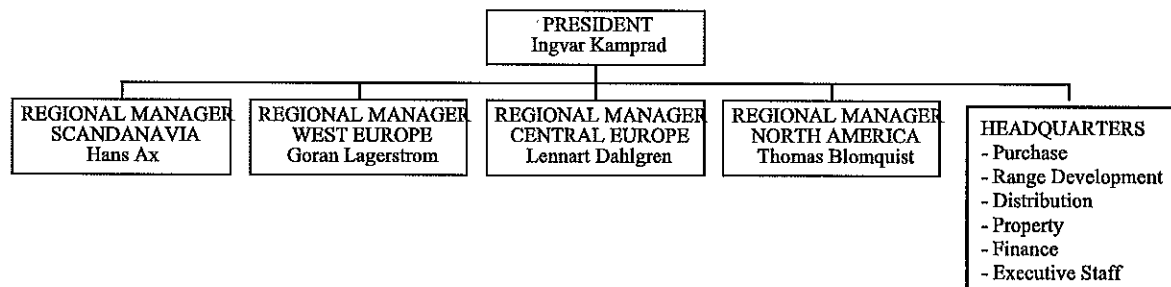 PRESIDENT
Ingvar Kamprad
REGIONAL MANAGER
SCANDANAVIA
Hans Ax
REGIONAL MANAGER
WEST EUROPE
Goran Lagerstrom
REGIONAL MANAGER
CENTRAL EUROPE
Lennart Dahlgren
REGIONAL MANAGER
NORTH AMERICA
Thomas Blomquist
HEADQUARTERS
- Purchase
- Range Development
- Distribution
- Property
- Finance
- Executive Staff